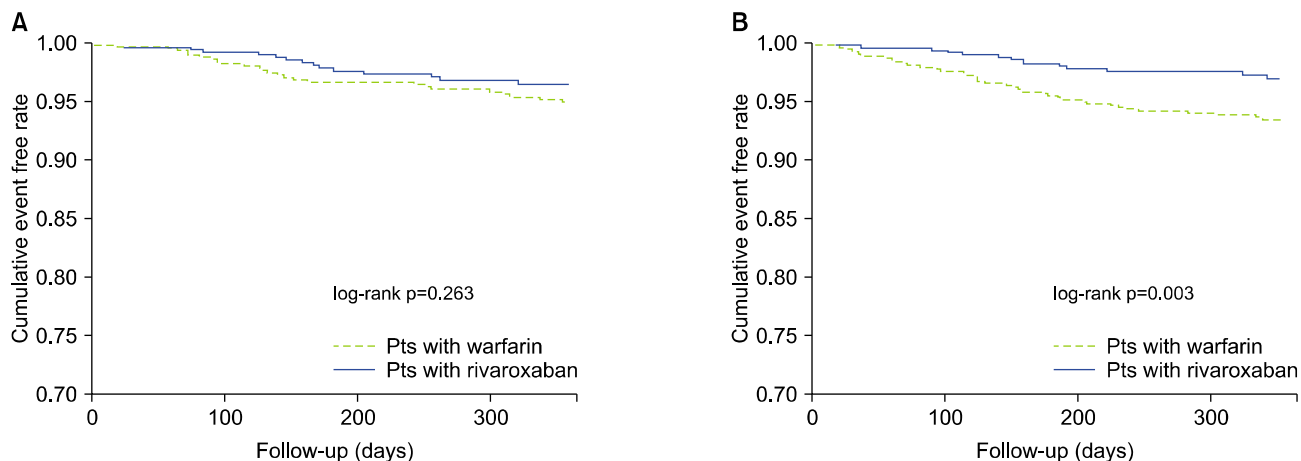 A
Cumulative event free rate
1.00
0.95
0.90
0.85
0.80
0.75
0.70
0
100
200
300
Follow-up (days)
log-rank p=0.263
Pts with warfarin
Pts with rivaroxaban
B
Cumulative event free rate
1.00
0.95
0.90
0.85
0.80
0.75
0.70
0
100
200
300
Follow-up (days)
log-rank p=0.003
Pts with warfarin
Pts with rivaroxaban